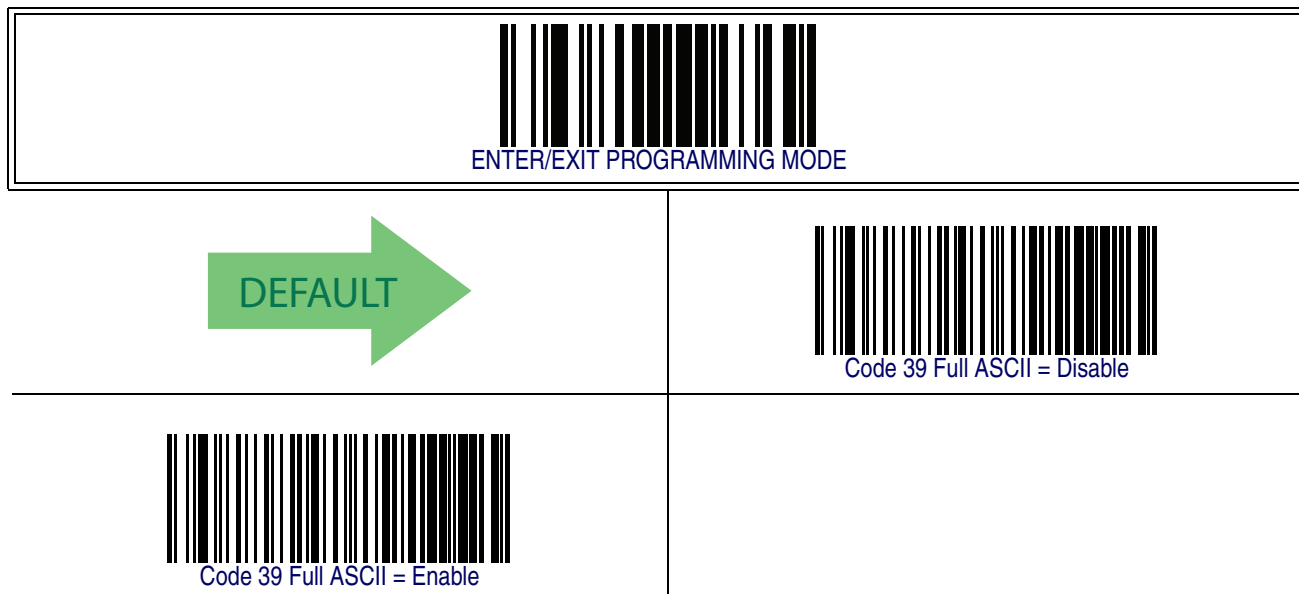 ENTER/EXIT PROGRAMMING MODE
DEFAULT
Code 39 Full ASCII = Disable
Code 39 Full ASCII = Enable